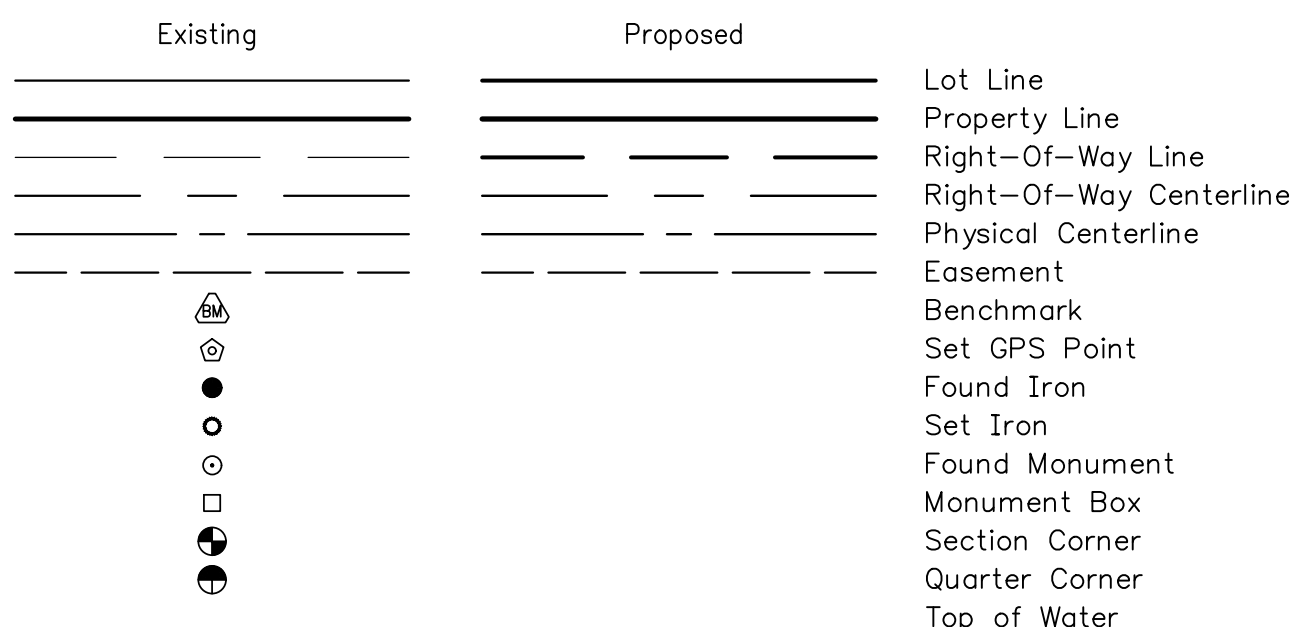 Existing Proposed
Lot Line
Property Line
Right-Of-Way Line
Right-Of-Way Centerline
Physical Centerline
Easement
BM Benchmark
Set GPS Point
Found Iron
Set Iron
Found Monument
Monument Box
Section Corner
Quarter Corner
Top of Water